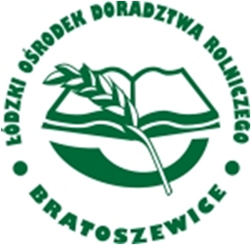 ŁÓDZKI OŚRODEK DORADZTWA ROLNICZEGO
• BRATOSZEWICE •